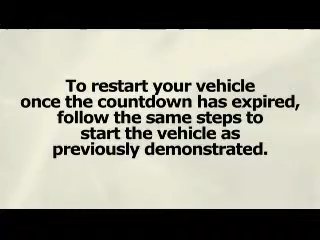 To restart your vehicle
once the countdown has expired,
follow the same steps to
start the vehicle as
previously demonstrated.